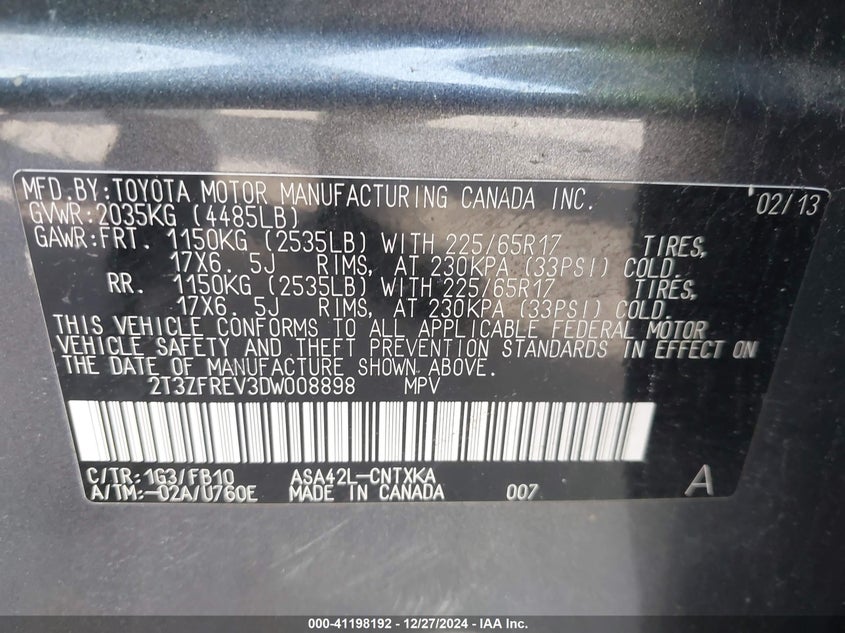 MFD.BY:TOYOTA MOTOR MANUFACTURING CANADA INC. 02/13
GVWR:2035KG (4485LB)
GAWR:FRT. 1150KG (2535LB) WITH 225/65R17 TIRES,
17X6. 5J RIMS, AT 230KPA (33PSI) COLD.
RR. 1150KG (2535LB) WITH 225/65R17 TIRES,
17X6. 5J RIMS, AT 230KPA (33PSI) COLD.
THIS VEHICLE CONFORMS TO ALL APPLICABLE FEDERAL MOTOR
VEHICLE SAFETY AND THEFT PREVENTION STANDARDS IN EFFECT ON
THE DATE OF MANUFACTURE SHOWN ABOVE.
2T3ZFREV3DW008898 MPV
C/TR:1G3/FB10 ASA42L-CNTXKA
A/TM:-02A/U760E MADE IN CANADA 007 A
000-41198192 - 12/27/2024 - IAA Inc.